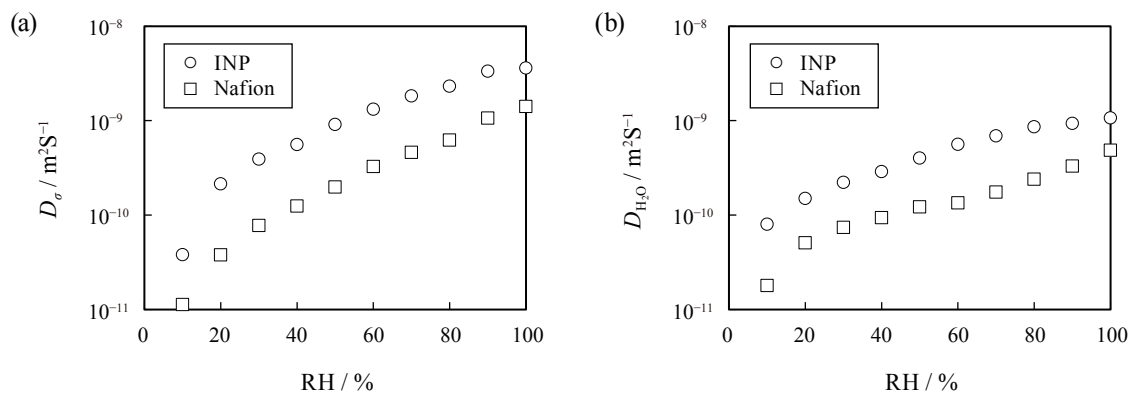 (a)
10⁻⁸
10⁻⁹
10⁻¹⁰
10⁻¹¹
D_σ / m²S⁻¹
INP
Nafion
0 20 40 60 80 100
RH / %
(b)
10⁻⁸
10⁻⁹
10⁻¹⁰
10⁻¹¹
D_H₂O / m²S⁻¹
INP
Nafion
0 20 40 60 80 100
RH / %